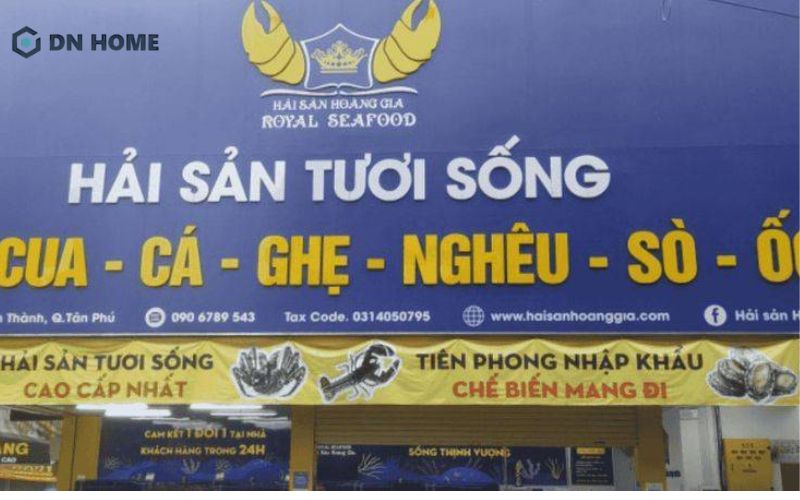 DN HOME
HẢI SẢN HOÀNG GIA
ROYAL SEAFOOD
HẢI SẢN TƯƠI SỐNG
CUA - CÁ - GHẸ - NGHÊU - SÒ - Ố
Thành, Q.Tân Phú 090 6789 543 Tax Code. 0314050795 www.haisanhoanggia.com Hải sản H
HẢI SẢN TƯƠI SỐNG
CAO CẤP NHẤT
TIÊN PHONG NHẬP KHẨU
CHẾ BIẾN MANG ĐI
CAM KẾT 1 ĐỔI 1 TẠI NHÀ
KHÁCH HÀNG TRONG 24H
ROYAL SEAFOOD
SỐNG THỊNH VƯỢNG
CAO